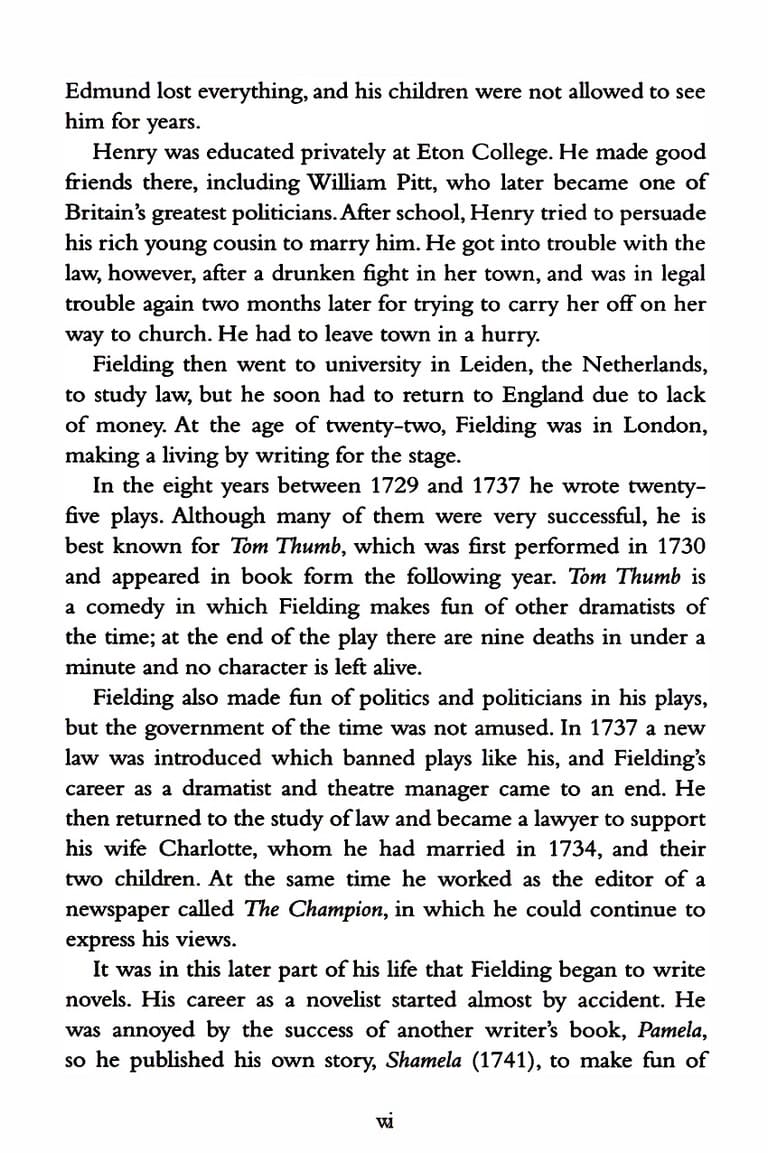 Edmund lost everything, and his children were not allowed to see
him for years.
Henry was educated privately at Eton College. He made good
friends there, including William Pitt, who later became one of
Britain's greatest politicians. After school, Henry tried to persuade
his rich young cousin to marry him. He got into trouble with the
law, however, after a drunken fight in her town, and was in legal
trouble again two months later for trying to carry her off on her
way to church. He had to leave town in a hurry.
Fielding then went to university in Leiden, the Netherlands,
to study law, but he soon had to return to England due to lack
of money. At the age of twenty-two, Fielding was in London,
making a living by writing for the stage.
In the eight years between 1729 and 1737 he wrote twenty-
five plays. Although many of them were very successful, he is
best known for Tom Thumb, which was first performed in 1730
and appeared in book form the following year. Tom Thumb is
a comedy in which Fielding makes fun of other dramatists of
the time; at the end of the play there are nine deaths in under a
minute and no character is left alive.
Fielding also made fun of politics and politicians in his plays,
but the government of the time was not amused. In 1737 a new
law was introduced which banned plays like his, and Fielding's
career as a dramatist and theatre manager came to an end. He
then returned to the study of law and became a lawyer to support
his wife Charlotte, whom he had married in 1734, and their
two children. At the same time he worked as the editor of a
newspaper called The Champion, in which he could continue to
express his views.
It was in this later part of his life that Fielding began to write
novels. His career as a novelist started almost by accident. He
was annoyed by the success of another writer's book, Pamela,
so he published his own story, Shamela (1741), to make fun of
vi